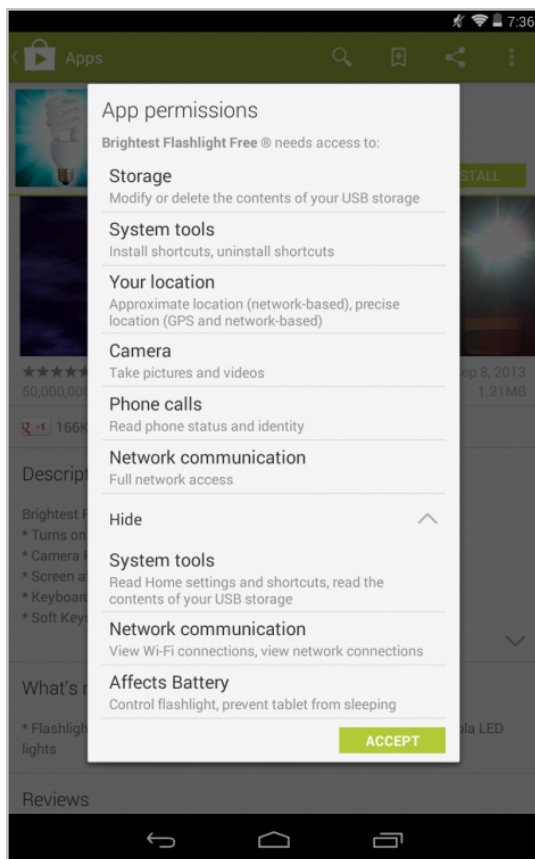 7:36
Apps
App permissions
Brightest Flashlight Free ® needs access to:
Storage
Modify or delete the contents of your USB storage
System tools
Install shortcuts, uninstall shortcuts
Your location
Approximate location (network-based), precise
location (GPS and network-based)
Camera
Take pictures and videos
Phone calls
Read phone status and identity
Network communication
Full network access
Hide
System tools
Read Home settings and shortcuts, read the
contents of your USB storage
Network communication
View Wi-Fi connections, view network connections
Affects Battery
Control flashlight, prevent tablet from sleeping
ACCEPT
STALL
ep 8, 2013
50,000,000
1.21MB
g +1 166K
Descript
Brightest F
* Turns on
* Camera l
* Screen a
* Keyboard
* Soft Key
What's r
* Flashligh
ola LED
lights
Reviews